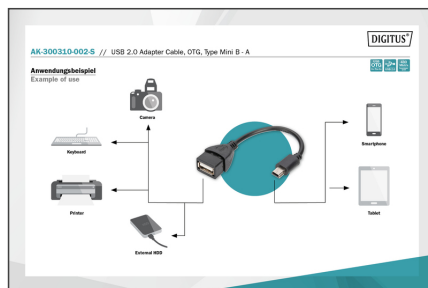 DIGITUS®
AK-300310-002-S // USB 2.0 Adapter Cable, OTG, Type Mini B - A
Anwendungsbeispiel
Example of use
OTG
Camera
Keyboard
Smartphone
Printer
Tablet
External HDD